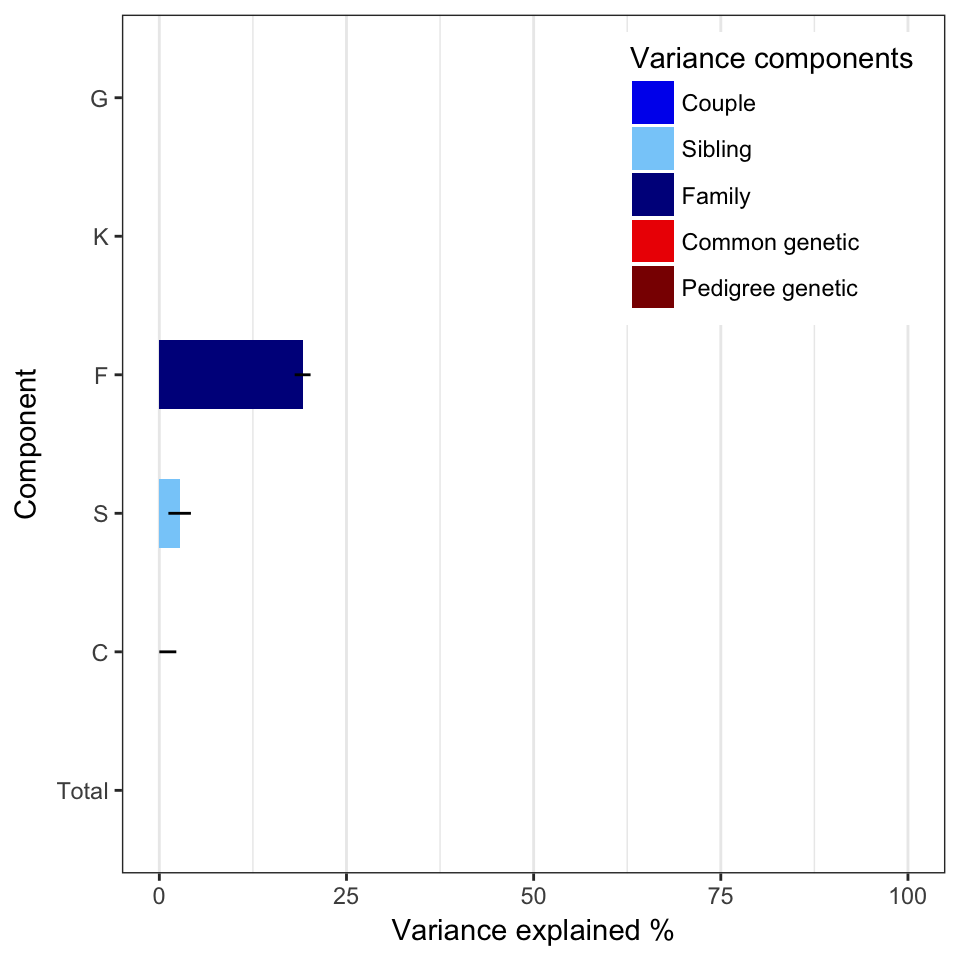 Variance components
Couple
Sibling
Family
Common genetic
Pedigree genetic
Component
G
K
F
S
C
Total
0 25 50 75 100
Variance explained %